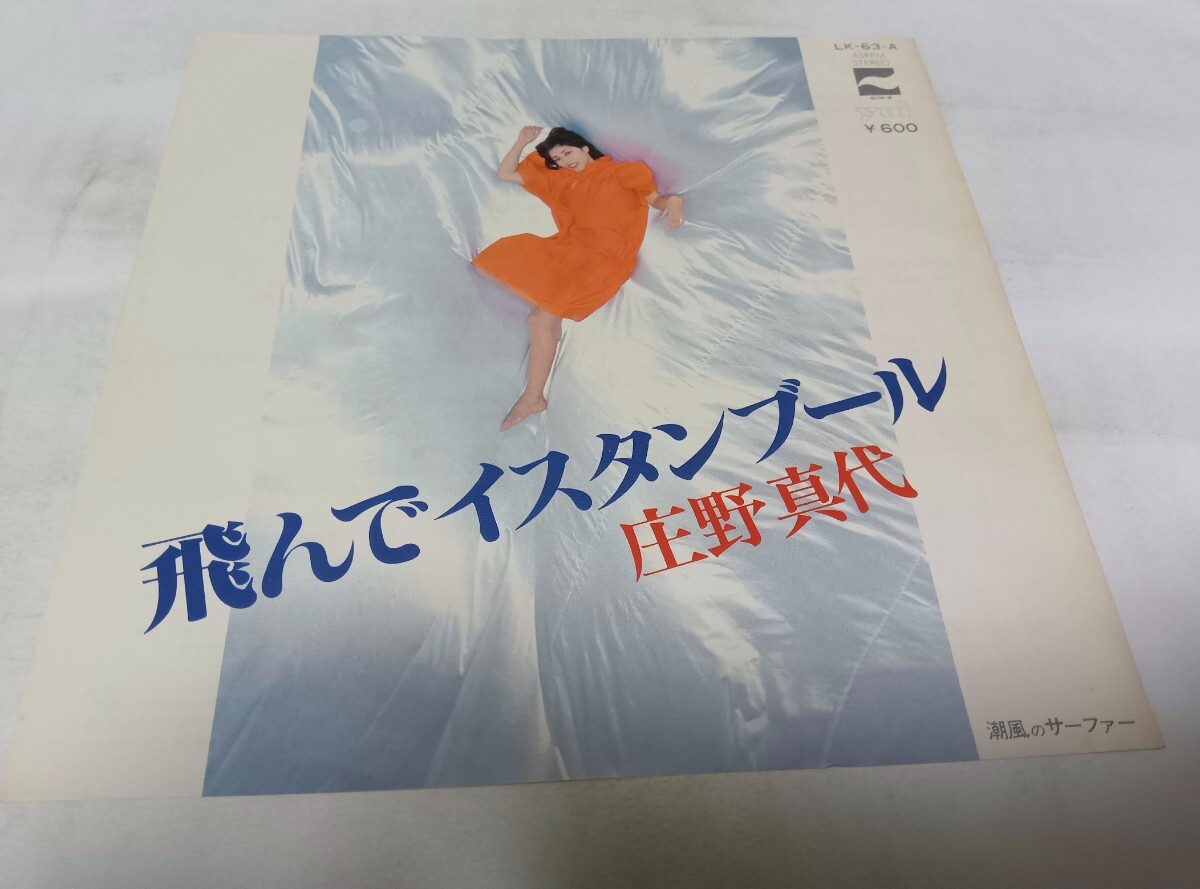 LK-63-A
45RPM
STEREO
¥600
飛んでイスタンブール
庄野真代
潮風のサーファー